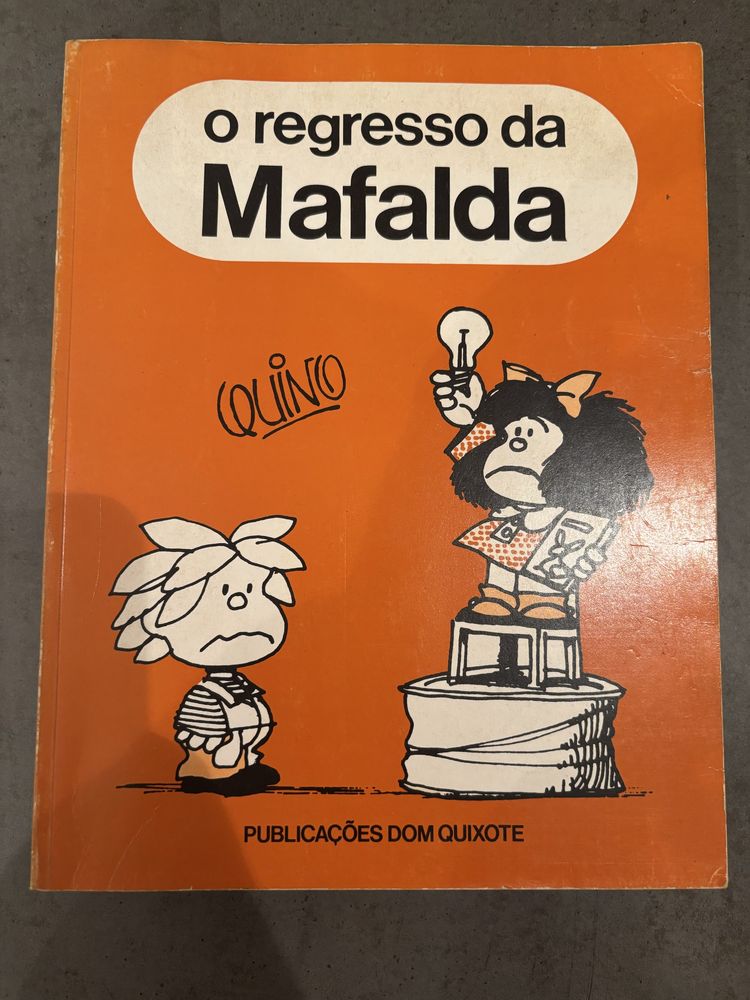 o regresso da
Mafalda
QUINO
PUBLICAÇÕES DOM QUIXOTE